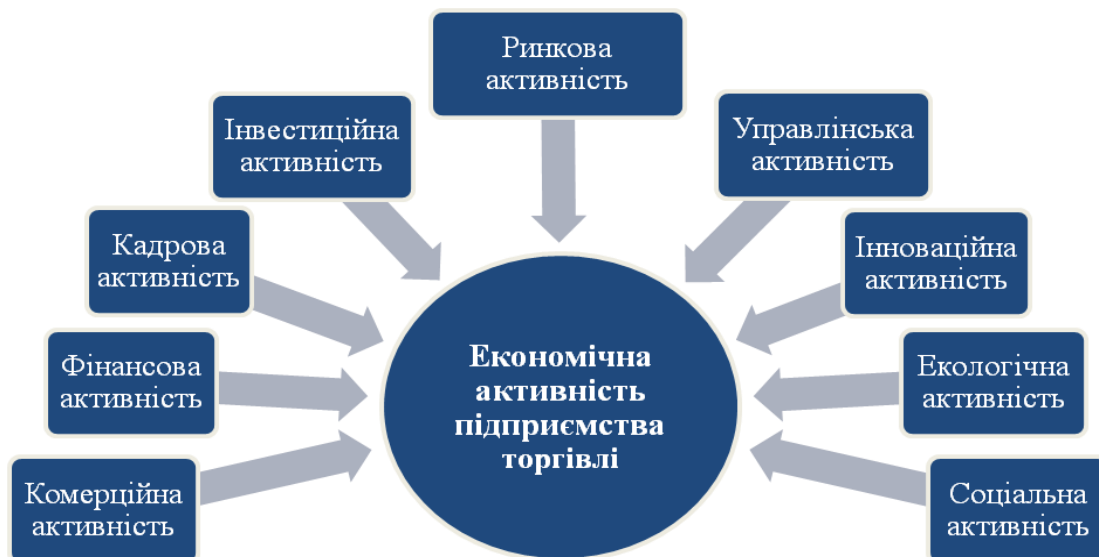 Ринкова
активність
Інвестиційна
активність
Управлінська
активність
Кадрова
активність
Інноваційна
активність
Фінансова
активність
Економічна
активність
підприємства
торгівлі
Екологічна
активність
Комерційна
активність
Соціальна
активність